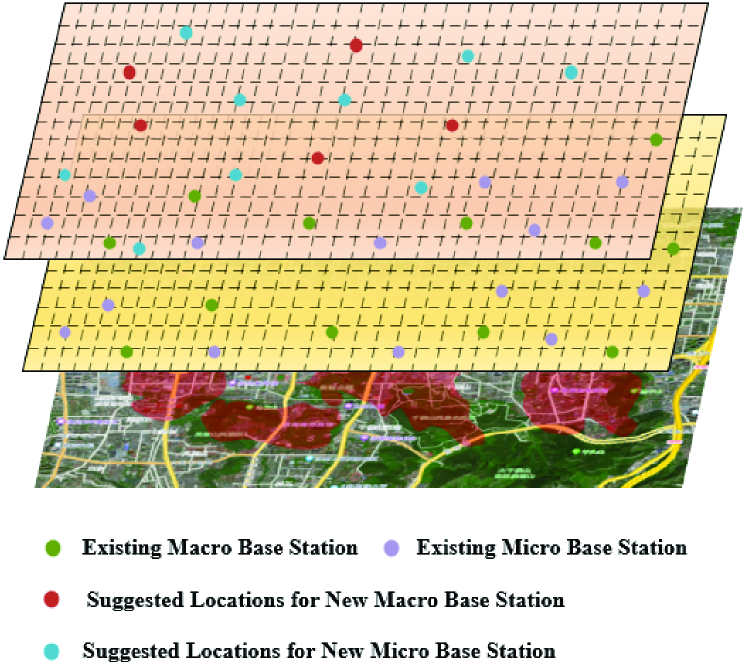 Existing Macro Base Station
Existing Micro Base Station
Suggested Locations for New Macro Base Station
Suggested Locations for New Micro Base Station